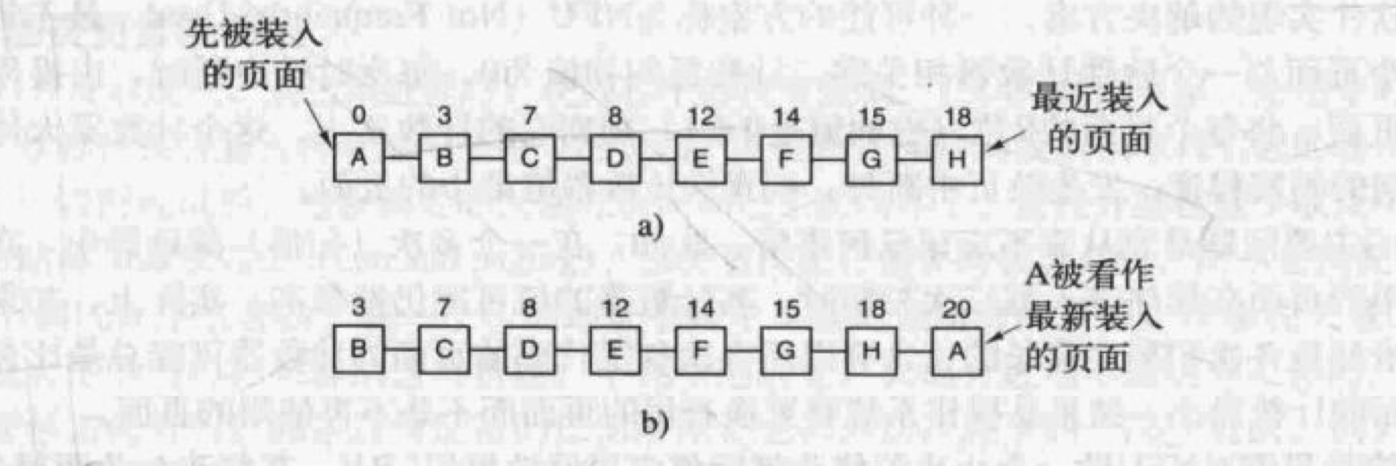 先被装入
的页面
0 3 7 8 12 14 15 18
A B C D E F G H
最近装入
的页面
a)
3 7 8 12 14 15 18 20
B C D E F G H A
A被看作
最新装入
的页面
b)